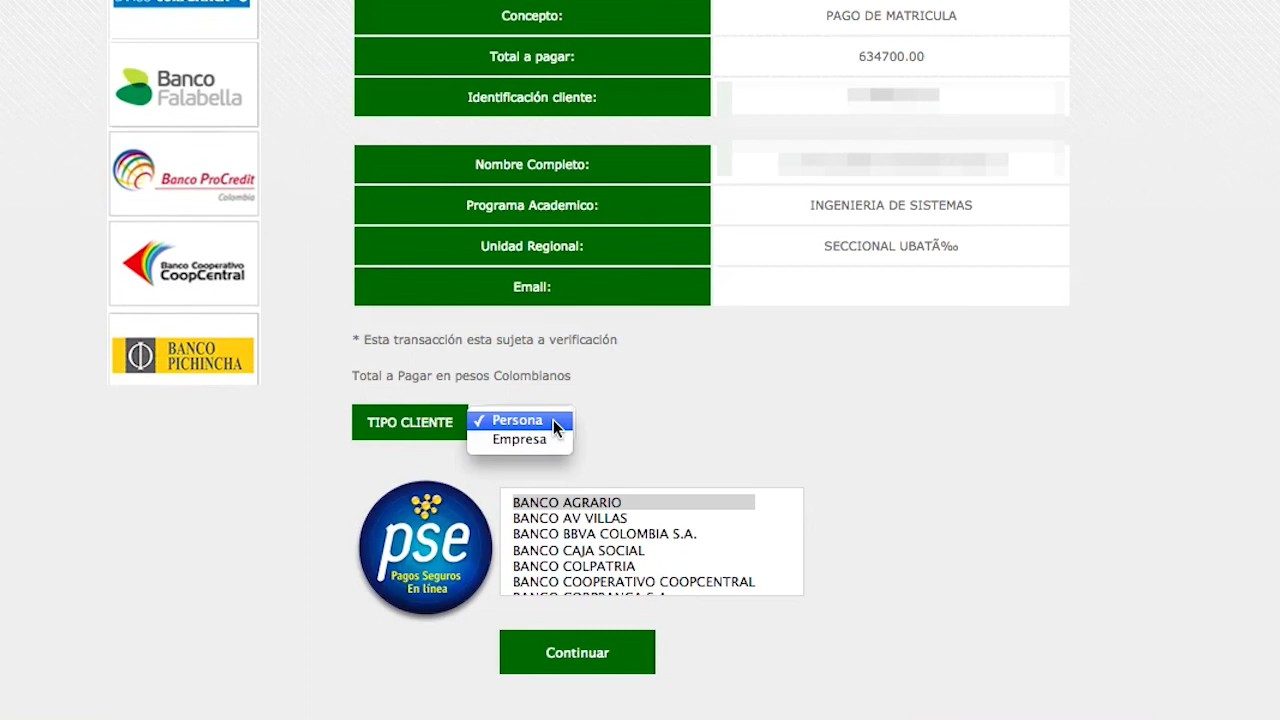 Concepto:
PAGO DE MATRICULA
Total a pagar:
634700.00
Identificación cliente:
Nombre Completo:
Programa Academico:
INGENIERIA DE SISTEMAS
Unidad Regional:
SECCIONAL UBATÃ‰
Email:
Banco
Falabella
Banco ProCredit
Colombia
Banco Cooperativo
CoopCentral
BANCO
PICHINCHA
* Esta transacción esta sujeta a verificación
Total a Pagar en pesos Colombianos
TIPO CLIENTE
✓ Persona
Empresa
pse
Pagos Seguros
En línea
BANCO AGRARIO
BANCO AV VILLAS
BANCO BBVA COLOMBIA S.A.
BANCO CAJA SOCIAL
BANCO COLPATRIA
BANCO COOPERATIVO COOPCENTRAL
Continuar